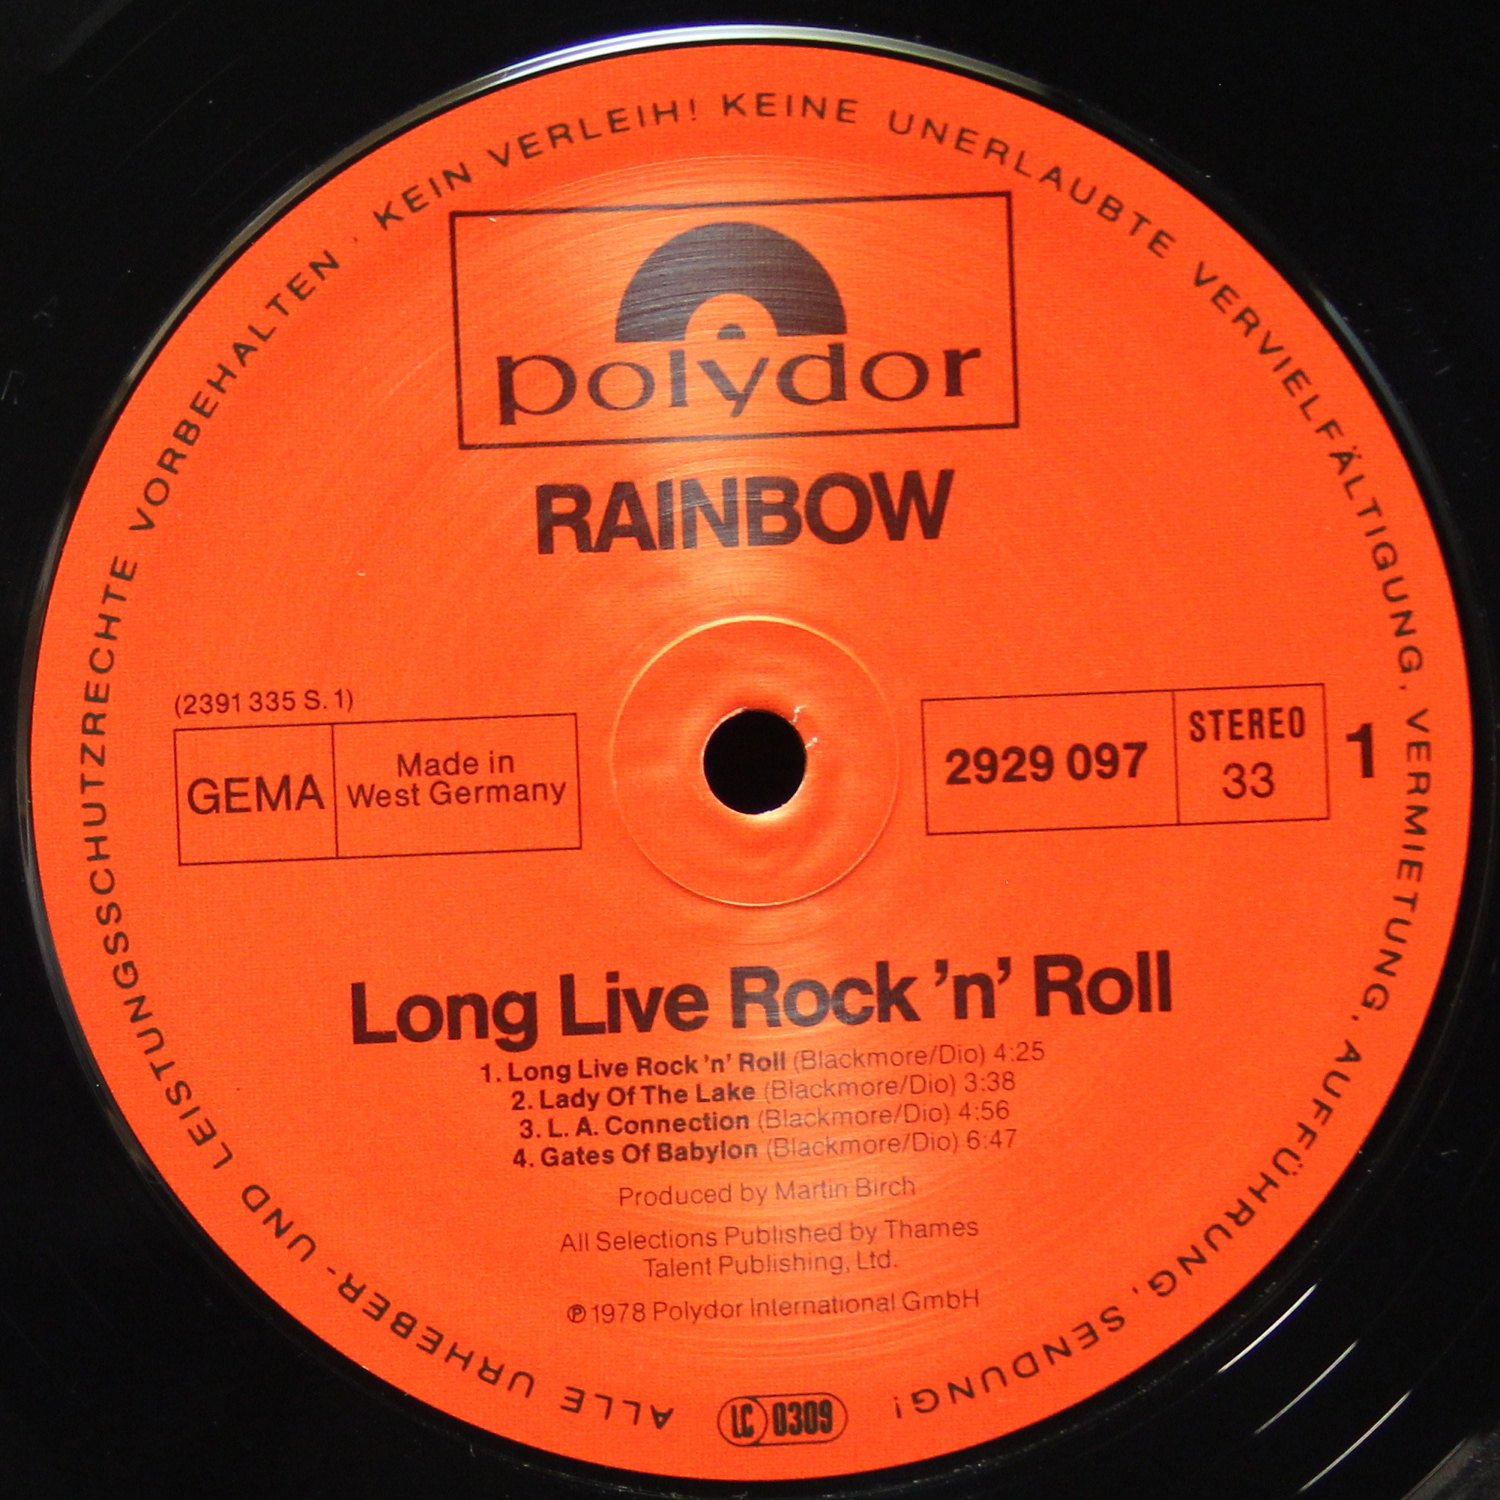 ALLE URHEBER- UND LEISTUNGSSCHUTZRECHTE VORBEHALTEN · KEIN VERLEIH! KEINE UNERLAUBTE VERVIELFÄLTIGUNG, VERMIETUNG, AUFFÜHRUNG, SENDUNG!
polydor
RAINBOW
(2391 335 S. 1)
GEMA
Made in
West Germany
2929 097
STEREO
33
1
Long Live Rock 'n' Roll
1. Long Live Rock 'n' Roll (Blackmore/Dio) 4:25
2. Lady Of The Lake (Blackmore/Dio) 3:38
3. L. A. Connection (Blackmore/Dio) 4:56
4. Gates Of Babylon (Blackmore/Dio) 6:47
Produced by Martin Birch
All Selections Published by Thames
Talent Publishing, Ltd.
℗ 1978 Polydor International GmbH
LC 0309